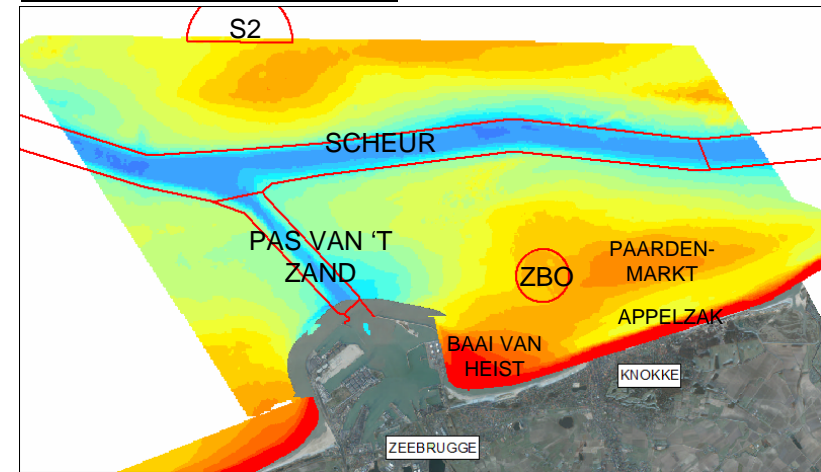 S2
SCHEUR
PAS VAN ‘T
ZAND
ZBO
PAARDEN-
MARKT
APPELZAK
BAAI VAN
HEIST
KNOKKE
ZEEBRUGGE